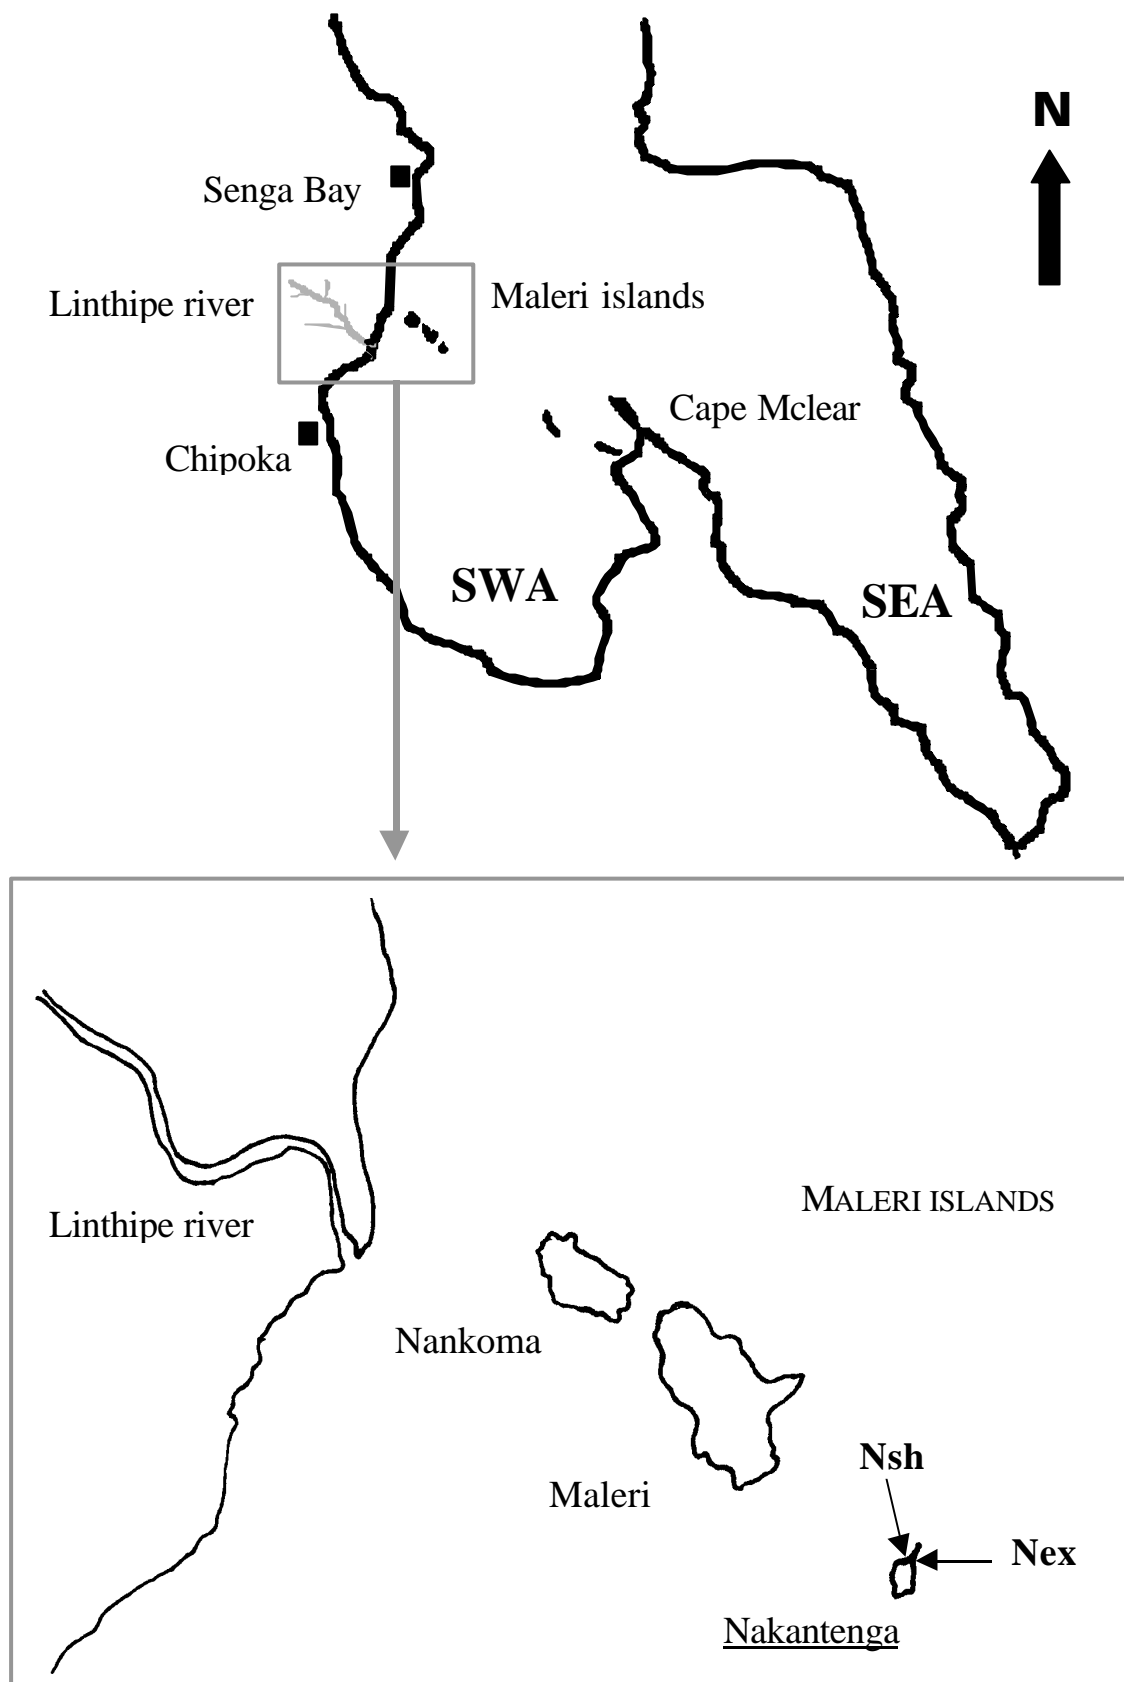 N
Senga Bay
Linthipe river
Maleri islands
Cape Mclear
Chipoka
SWA
SEA
MALERI ISLANDS
Linthipe river
Nankoma
Nsh
Maleri
Nex
Nakantenga